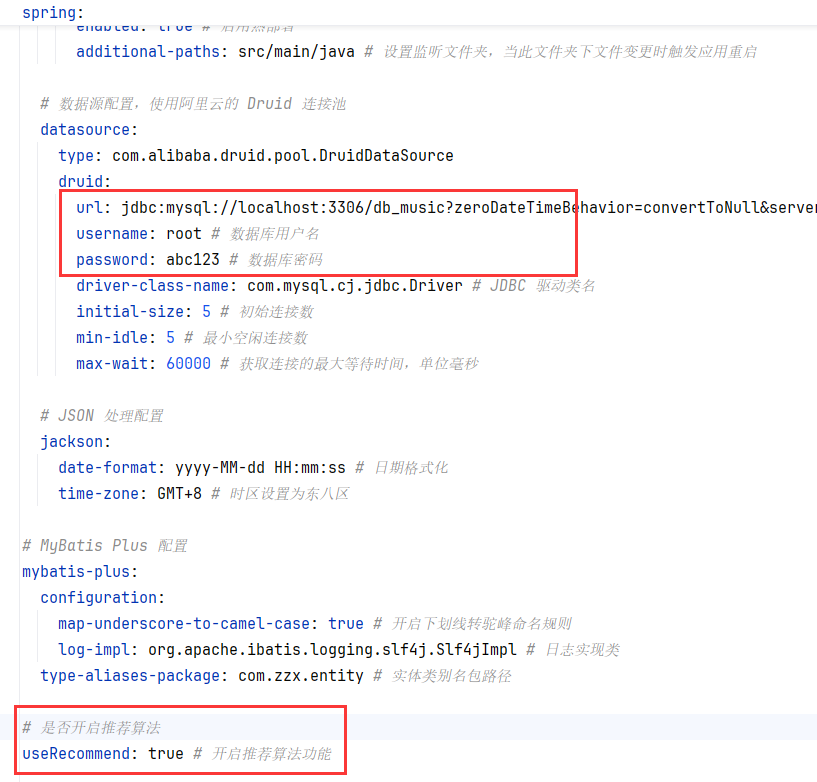 spring:
enabled: true # 启用热部署
additional-paths: src/main/java # 设置监听文件夹，当此文件夹下文件变更时触发应用重启
# 数据源配置，使用阿里云的 Druid 连接池
datasource:
type: com.alibaba.druid.pool.DruidDataSource
druid:
url: jdbc:mysql://localhost:3306/db_music?zeroDateTimeBehavior=convertToNull&server
username: root # 数据库用户名
password: abc123 # 数据库密码
driver-class-name: com.mysql.cj.jdbc.Driver # JDBC 驱动类名
initial-size: 5 # 初始连接数
min-idle: 5 # 最小空闲连接数
max-wait: 60000 # 获取连接的最大等待时间，单位毫秒
# JSON 处理配置
jackson:
date-format: yyyy-MM-dd HH:mm:ss # 日期格式化
time-zone: GMT+8 # 时区设置为东八区
# MyBatis Plus 配置
mybatis-plus:
configuration:
map-underscore-to-camel-case: true # 开启下划线转驼峰命名规则
log-impl: org.apache.ibatis.logging.slf4j.Slf4jImpl # 日志实现类
type-aliases-package: com.zzx.entity # 实体类别名包路径
# 是否开启推荐算法
useRecommend: true # 开启推荐算法功能